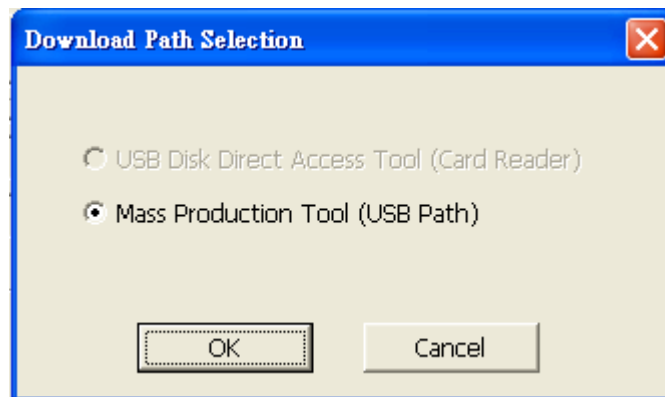 Download Path Selection
USB Disk Direct Access Tool (Card Reader)
Mass Production Tool (USB Path)
OK
Cancel